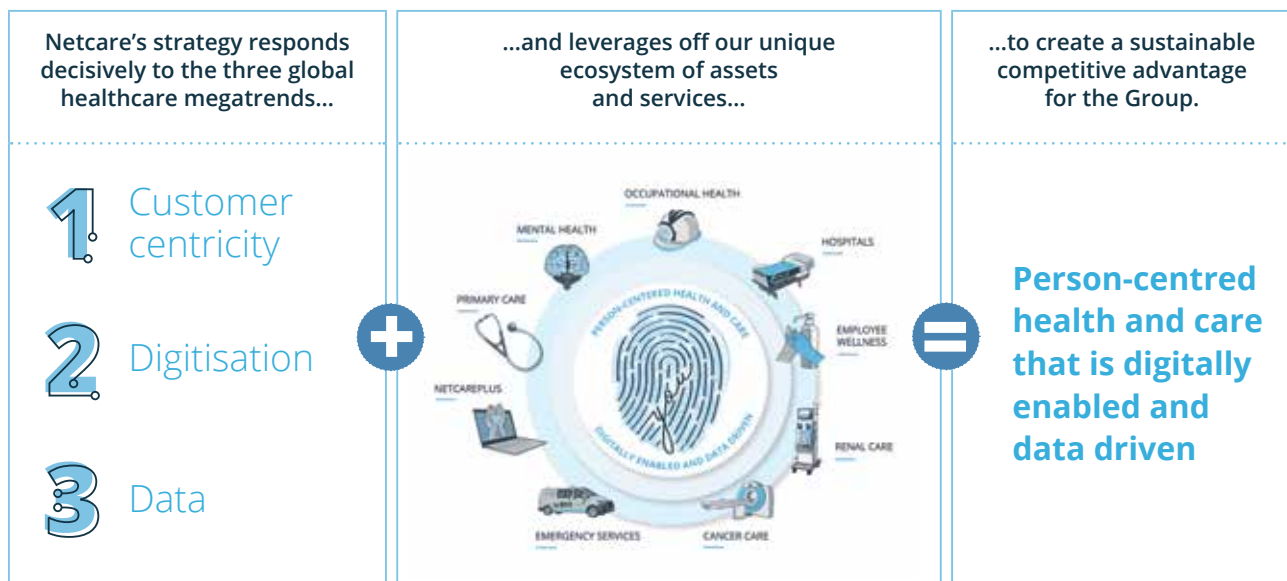 Netcare’s strategy responds
decisively to the three global
healthcare megatrends...
1 Customer
centricity
2 Digitisation
3 Data
...and leverages off our unique
ecosystem of assets
and services...
OCCUPATIONAL HEALTH
MENTAL HEALTH
HOSPITALS
PRIMARY CARE
EMPLOYEE
WELLNESS
NETCAREPLUS
RENAL CARE
EMERGENCY SERVICES
CANCER CARE
PERSON-CENTERED HEALTH AND CARE
you
DIGITALLY ENABLED AND DATA DRIVEN
+
=
...to create a sustainable
competitive advantage
for the Group.
Person-centred
health and care
that is digitally
enabled and
data driven